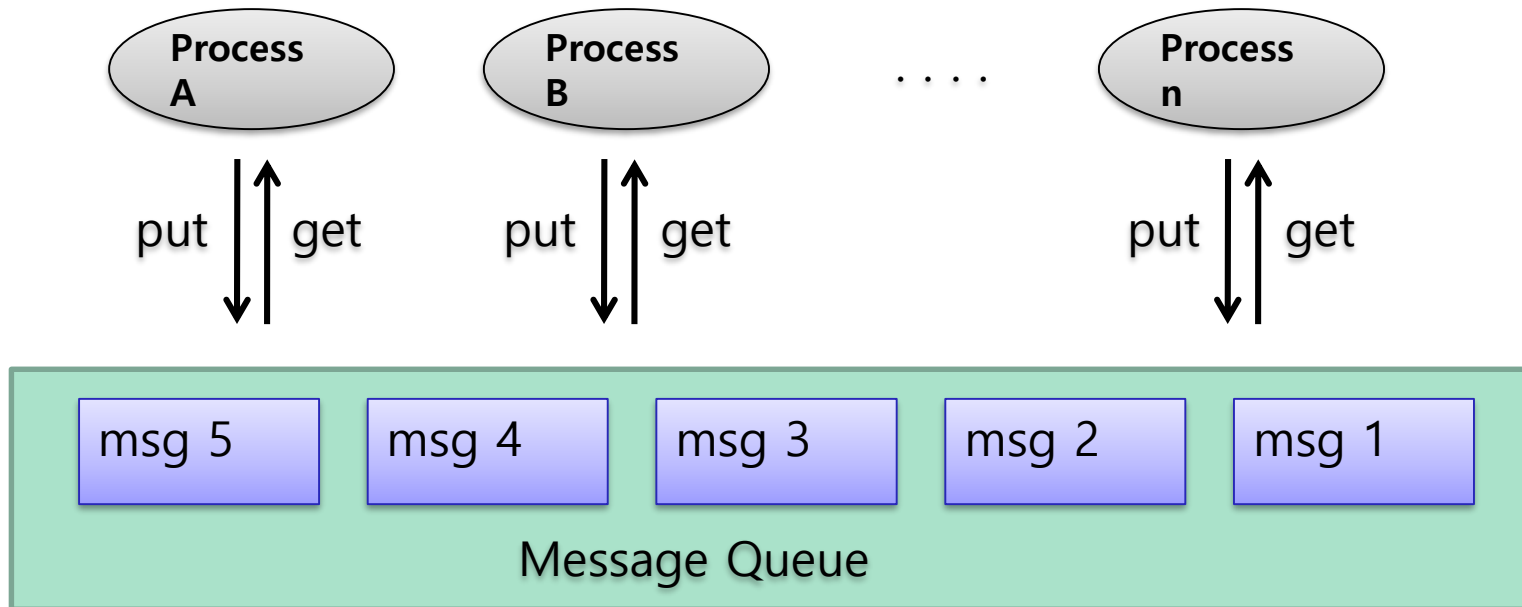 Process
A
Process
B
. . . .
Process
n
put
get
put
get
put
get
msg 5
msg 4
msg 3
msg 2
msg 1
Message Queue